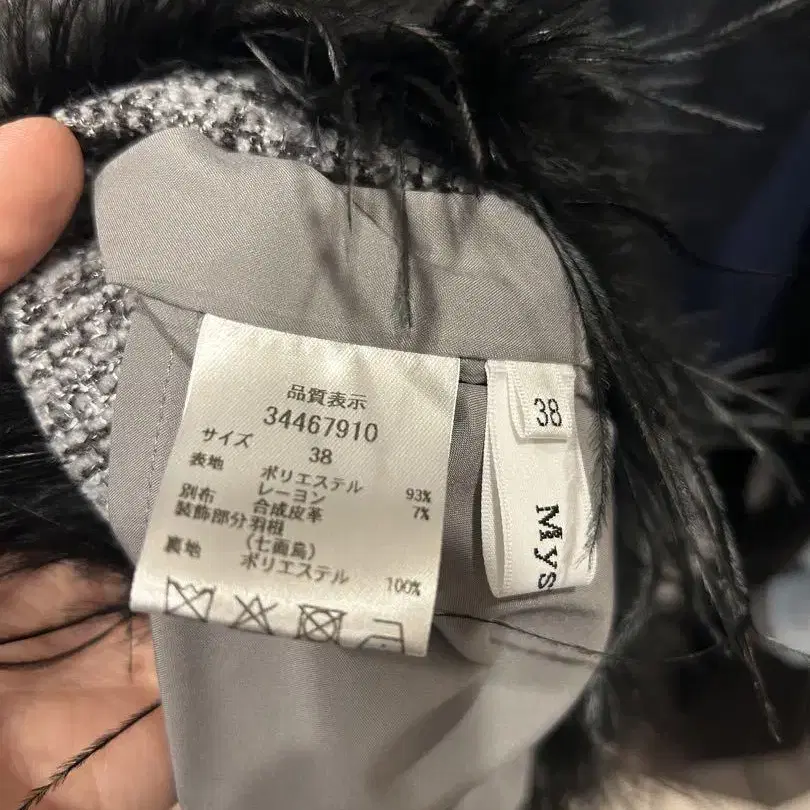 品質表示
34467910
サイズ 38
表地 ポリエステル 93%
レーヨン 7%
別布 合成皮革
装飾部分 羽根
(七面鳥)
裏地 ポリエステル 100%
38
Mys